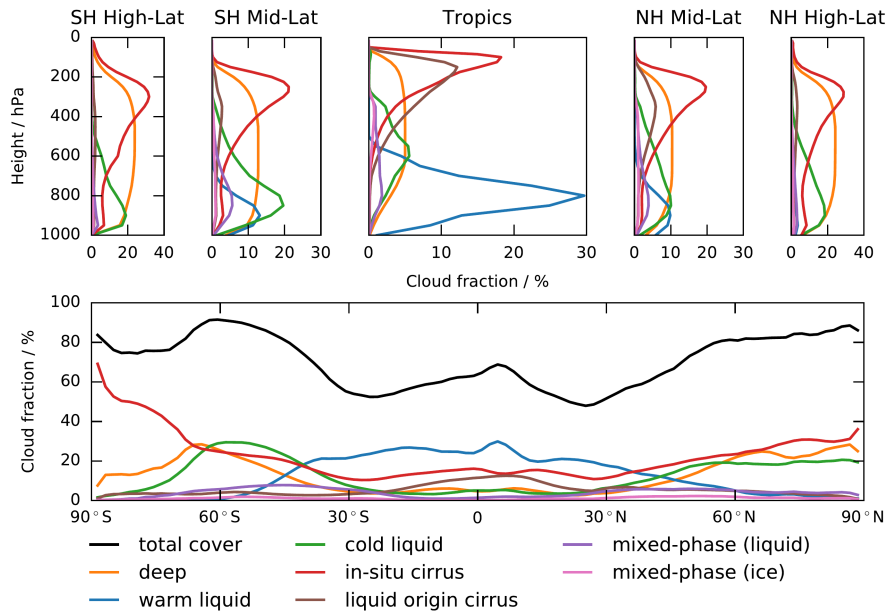 SH High-Lat SH Mid-Lat Tropics NH Mid-Lat NH High-Lat
Height / hPa
0
200
400
600
800
1000
0 20 40 0 10 20 30 0 10 20 30 0 10 20 30 0 20 40
Cloud fraction / %
Cloud fraction / %
100
80
60
40
20
0
90°S 60°S 30°S 0 30°N 60°N 90°N
total cover cold liquid mixed-phase (liquid)
deep in-situ cirrus mixed-phase (ice)
warm liquid liquid origin cirrus